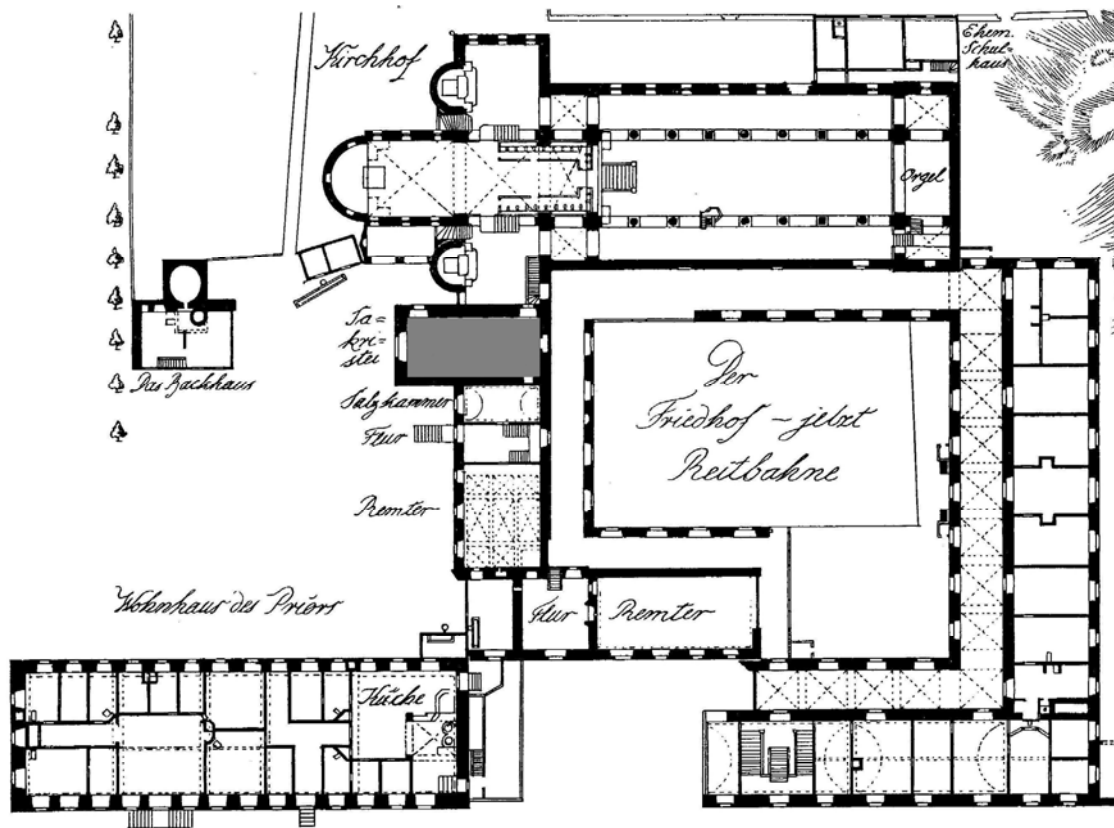 Kirchhof
Ehem.
Schul-
haus
Orgel
Sa-
kri-
stei
Das Backhaus
Salzkammer
Flur
Der
Friedhof – jetzt
Reitbahne
Remter
Wohnhaus des Priors
Flur
Remter
Küche